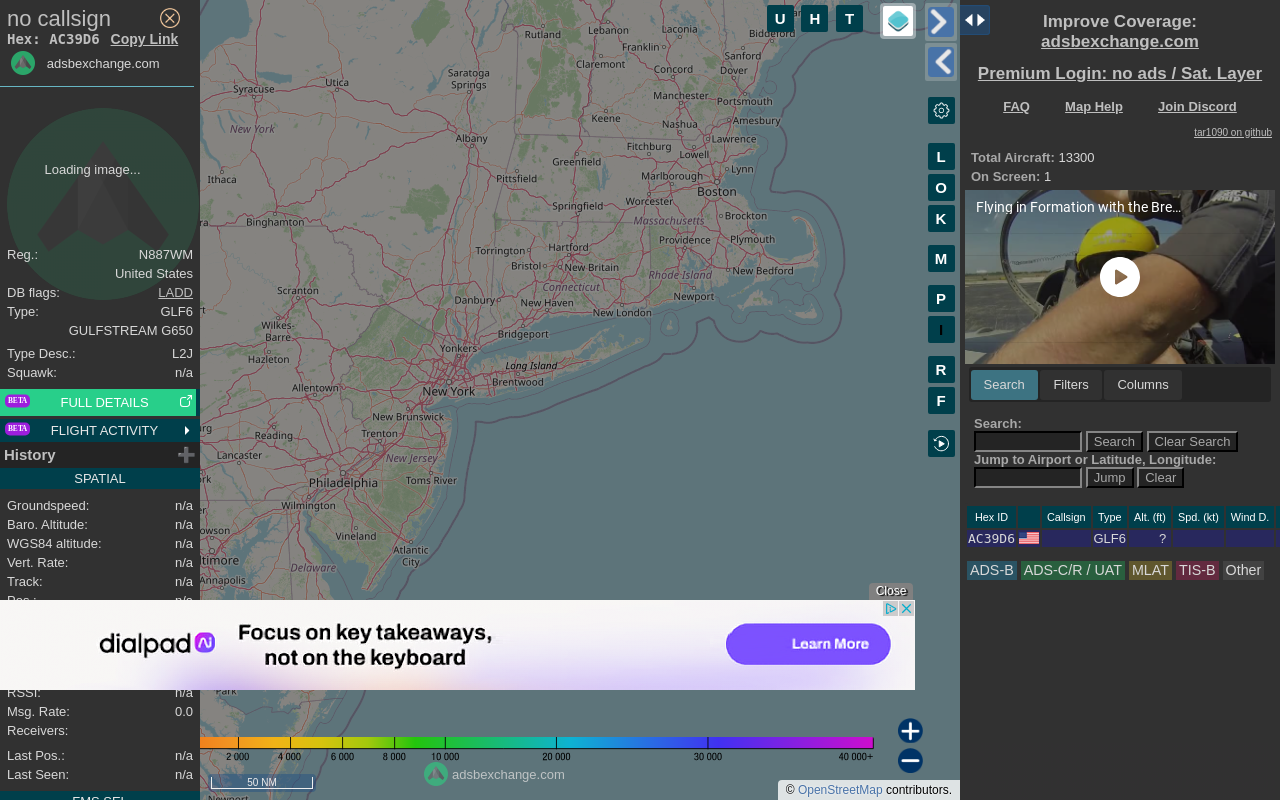 no callsign
Hex: AC39D6 Copy Link
adsbexchange.com
Loading image...
Reg.: N887WM
United States
DB flags: LADD
Type: GLF6
GULFSTREAM G650
Type Desc.: L2J
Squawk: n/a
BETA FULL DETAILS
BETA FLIGHT ACTIVITY
History
SPATIAL
Groundspeed: n/a
Baro. Altitude: n/a
WGS84 altitude: n/a
Vert. Rate: n/a
Track: n/a
Pos.: n/a
RSSI: n/a
Msg. Rate: 0.0
Receivers:
Last Pos.: n/a
Last Seen: n/a
FMS SEL
U H T
L
O
K
M
P
I
R
F
Rutland
Lebanon
Laconia
Biddeford
Franklin
Sanford
Claremont
Concord
Dover
Utica
Saratoga
Springs
Syracuse
Manchester
Portsmouth
Keene
Nashua
Amesbury
New York
Albany
Fitchburg
Lawrence
Lowell
Greenfield
Ithaca
Pittsfield
Marlborough
Lynn
Boston
Worcester
Springfield
Massachusetts
Brockton
Binghamton
Hartford
Providence
Plymouth
Torrington
Bristol
New Britain
Rhode Island
New Bedford
Connecticut
Scranton
Danbury
New Haven
New London
Newport
Wilkes-
Barre
Bridgeport
Yonkers
Hazleton
Long Island
Brentwood
Allentown
New York
New Brunswick
Reading
Trenton
Lancaster
New Jersey
Philadelphia
Toms River
Wilmington
Vineland
Atlantic
City
Annapolis
Delaware
Park
Newport
Close
dialpad Ai
Focus on key takeaways,
not on the keyboard
Learn More
2 000 4 000 6 000 8 000 10 000 20 000 30 000 40 000+
adsbexchange.com
50 NM
© OpenStreetMap contributors.
Improve Coverage:
adsbexchange.com
Premium Login: no ads / Sat. Layer
FAQ Map Help Join Discord
tar1090 on github
Total Aircraft: 13300
On Screen: 1
Flying in Formation with the Bre...
Search Filters Columns
Search:
Search Clear Search
Jump to Airport or Latitude, Longitude:
Jump Clear
Hex ID Callsign Type Alt. (ft) Spd. (kt) Wind D.
AC39D6 GLF6 ?
ADS-B ADS-C/R / UAT MLAT TIS-B Other